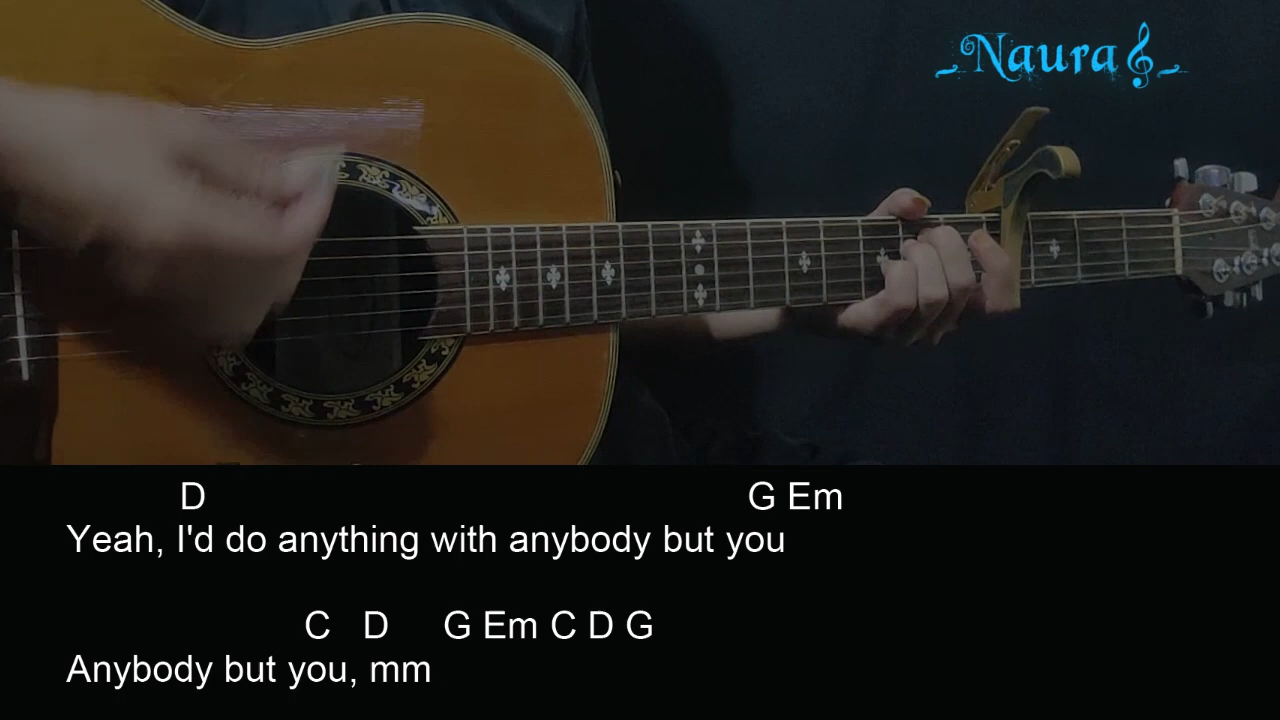 Naura
D G Em
Yeah, I'd do anything with anybody but you
C D G Em C D G
Anybody but you, mm